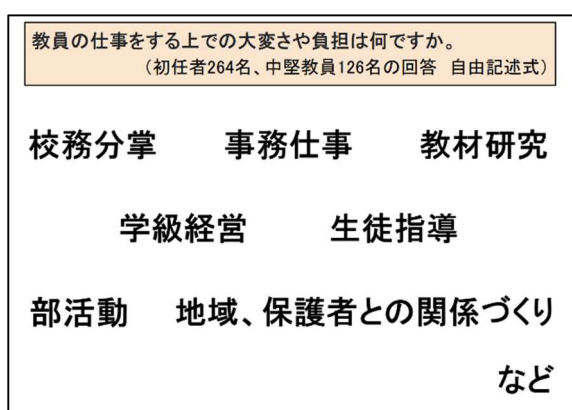 教員の仕事をする上での大変さや負担は何ですか。
（初任者264名、中堅教員126名の回答 自由記述式）
校務分掌 事務仕事 教材研究
学級経営 生徒指導
部活動 地域、保護者との関係づくり
など